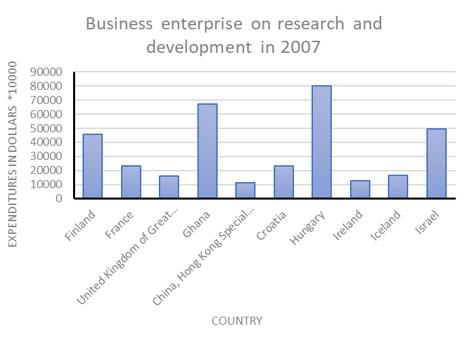 Business enterprise on research and
development in 2007
EXPENDITURES IN DOLLARS *10000
90000
80000
70000
60000
50000
40000
30000
20000
10000
0
Finland
France
United Kingdom of Great...
Ghana
China, Hong Kong Special...
Croatia
Hungary
Ireland
Iceland
Israel
COUNTRY